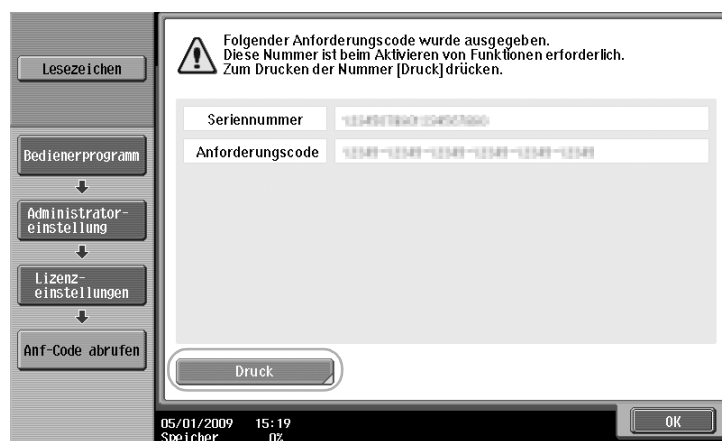 Lesezeichen
Bedienerprogramm
Administrator-
einstellung
Lizenz-
einstellungen
Anf-Code abrufen
Folgender Anforderungscode wurde ausgegeben.
Diese Nummer ist beim Aktivieren von Funktionen erforderlich.
Zum Drucken der Nummer [Druck] drücken.
Seriennummer
Anforderungscode
Druck
05/01/2009 15:19
Speicher 0%
OK